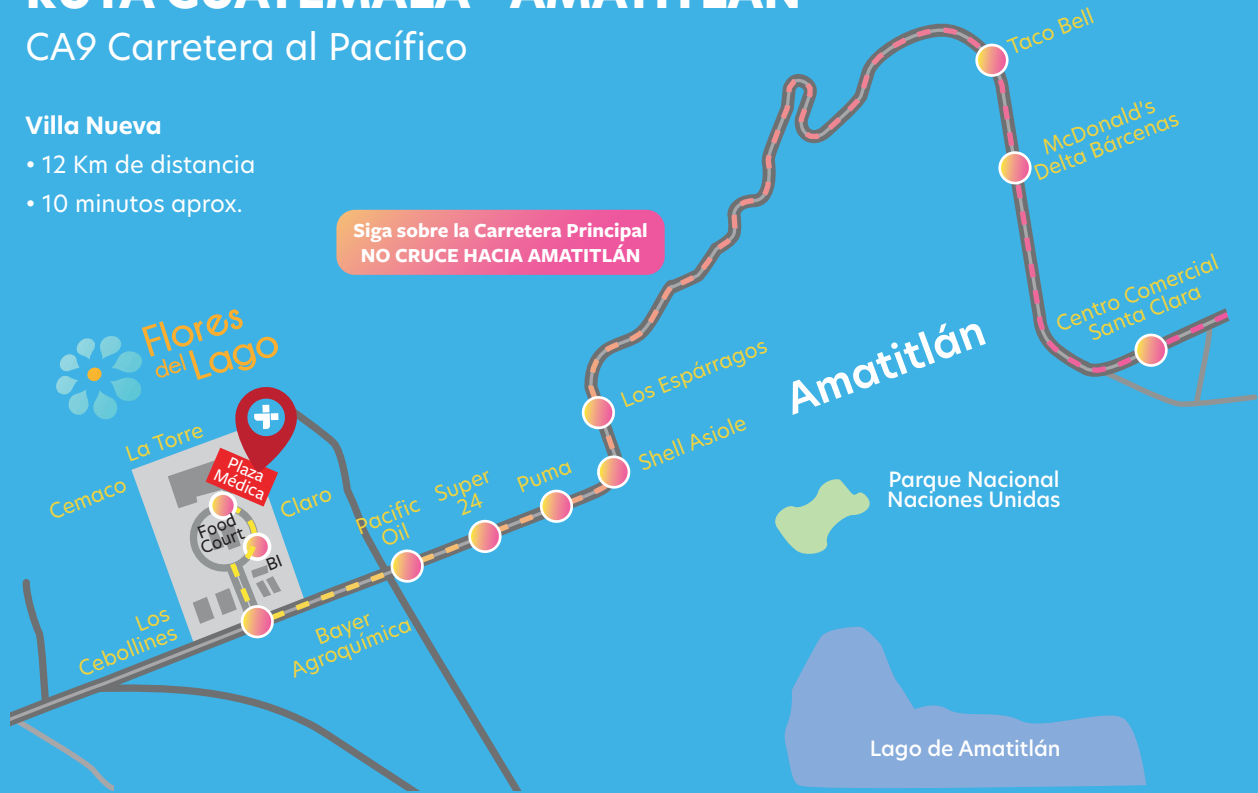 RUTA GUATEMALA - AMATITLÁN
CA9 Carretera al Pacífico
Villa Nueva
• 12 Km de distancia
• 10 minutos aprox.
Siga sobre la Carretera Principal
NO CRUCE HACIA AMATITLÁN
Taco Bell
McDonald's
Delta Bárcenas
Centro Comercial
Santa Clara
Flores
del Lago
Los Espárragos
Amatitlán
Shell Asiole
Puma
Super
24
Pacific
Oil
La Torre
Cemaco
Plaza
Médica
Claro
Food
Court
BI
Los
Cebollines
Bayer
Agroquímica
Parque Nacional
Naciones Unidas
Lago de Amatitlán